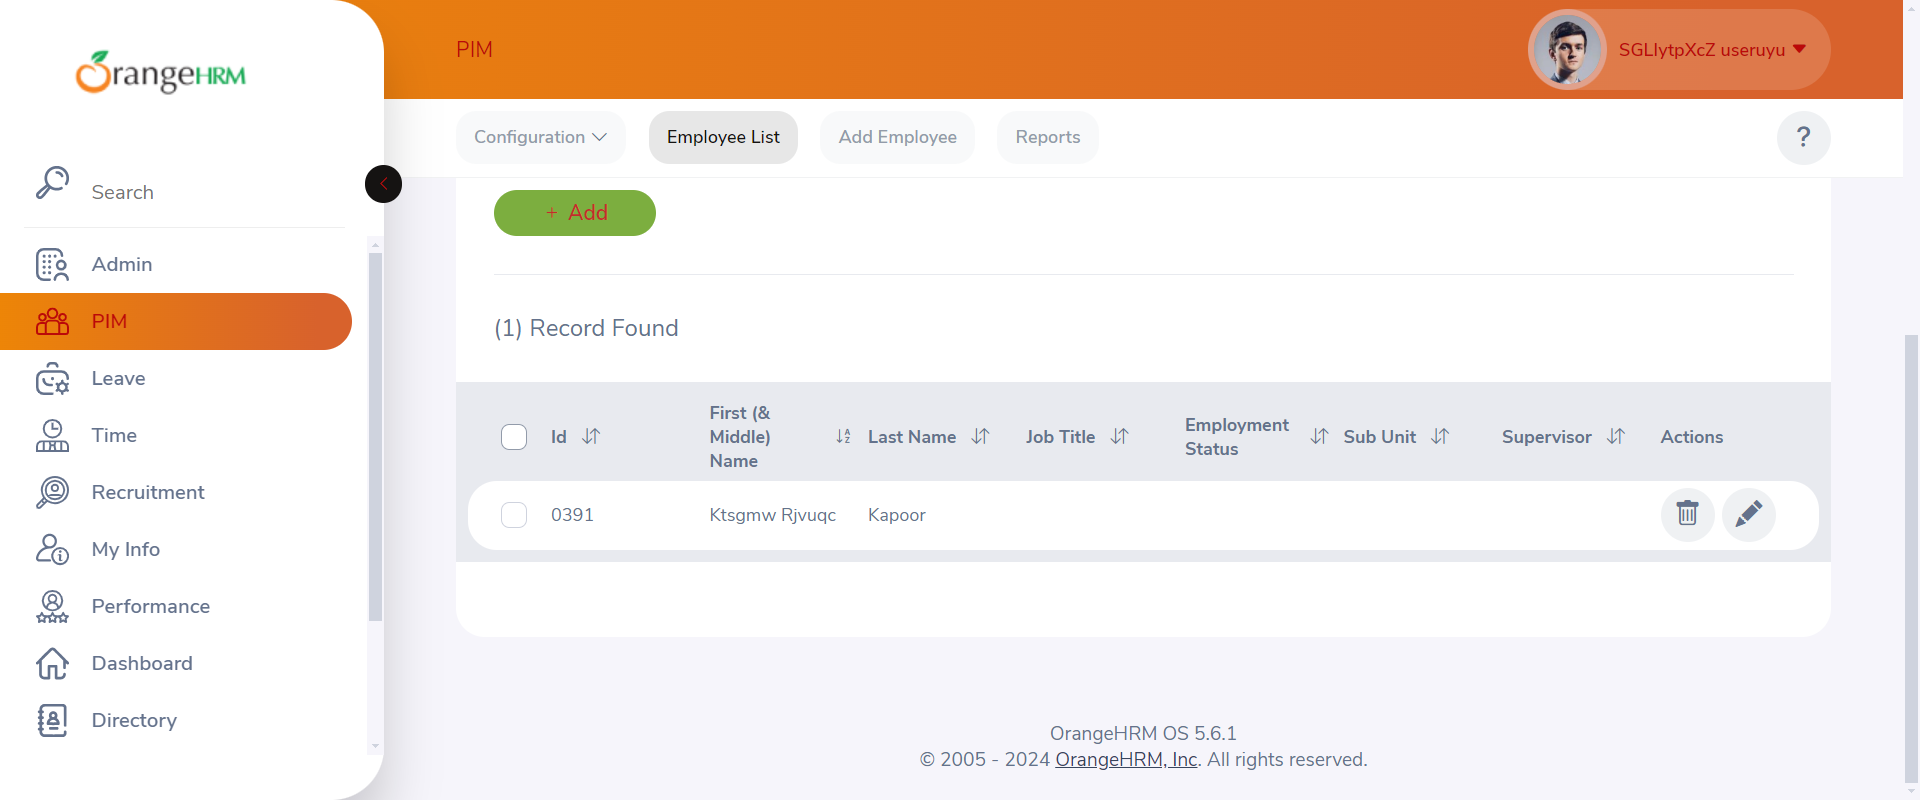 OrangeHRM
PIM
SGLlytpXcZ useruyu
Configuration
Employee List
Add Employee
Reports
?
Search
Admin
PIM
Leave
Time
Recruitment
My Info
Performance
Dashboard
Directory
+ Add
(1) Record Found
Id
First (& Middle) Name
Last Name
Job Title
Employment Status
Sub Unit
Supervisor
Actions
0391
Ktsgmw Rjvuqc
Kapoor
OrangeHRM OS 5.6.1
© 2005 - 2024 OrangeHRM, Inc. All rights reserved.